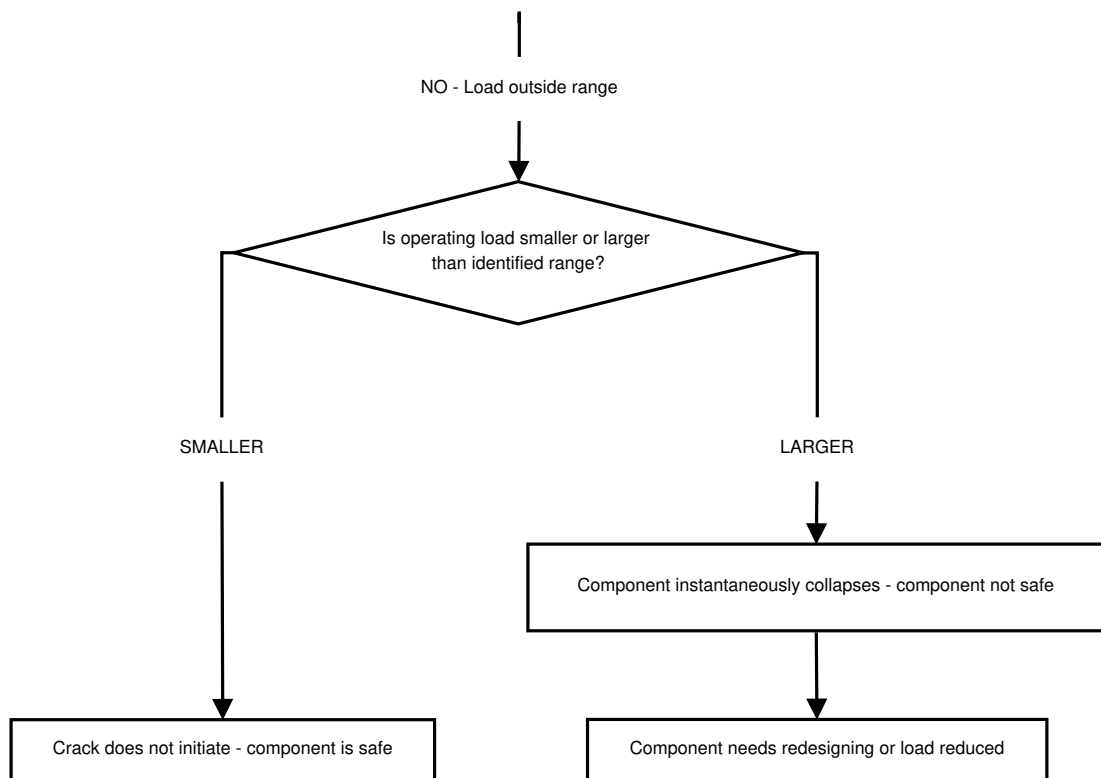 NO - Load outside range
Is operating load smaller or larger
than identified range?
SMALLER
LARGER
Component instantaneously collapses - component not safe
Crack does not initiate - component is safe
Component needs redesigning or load reduced